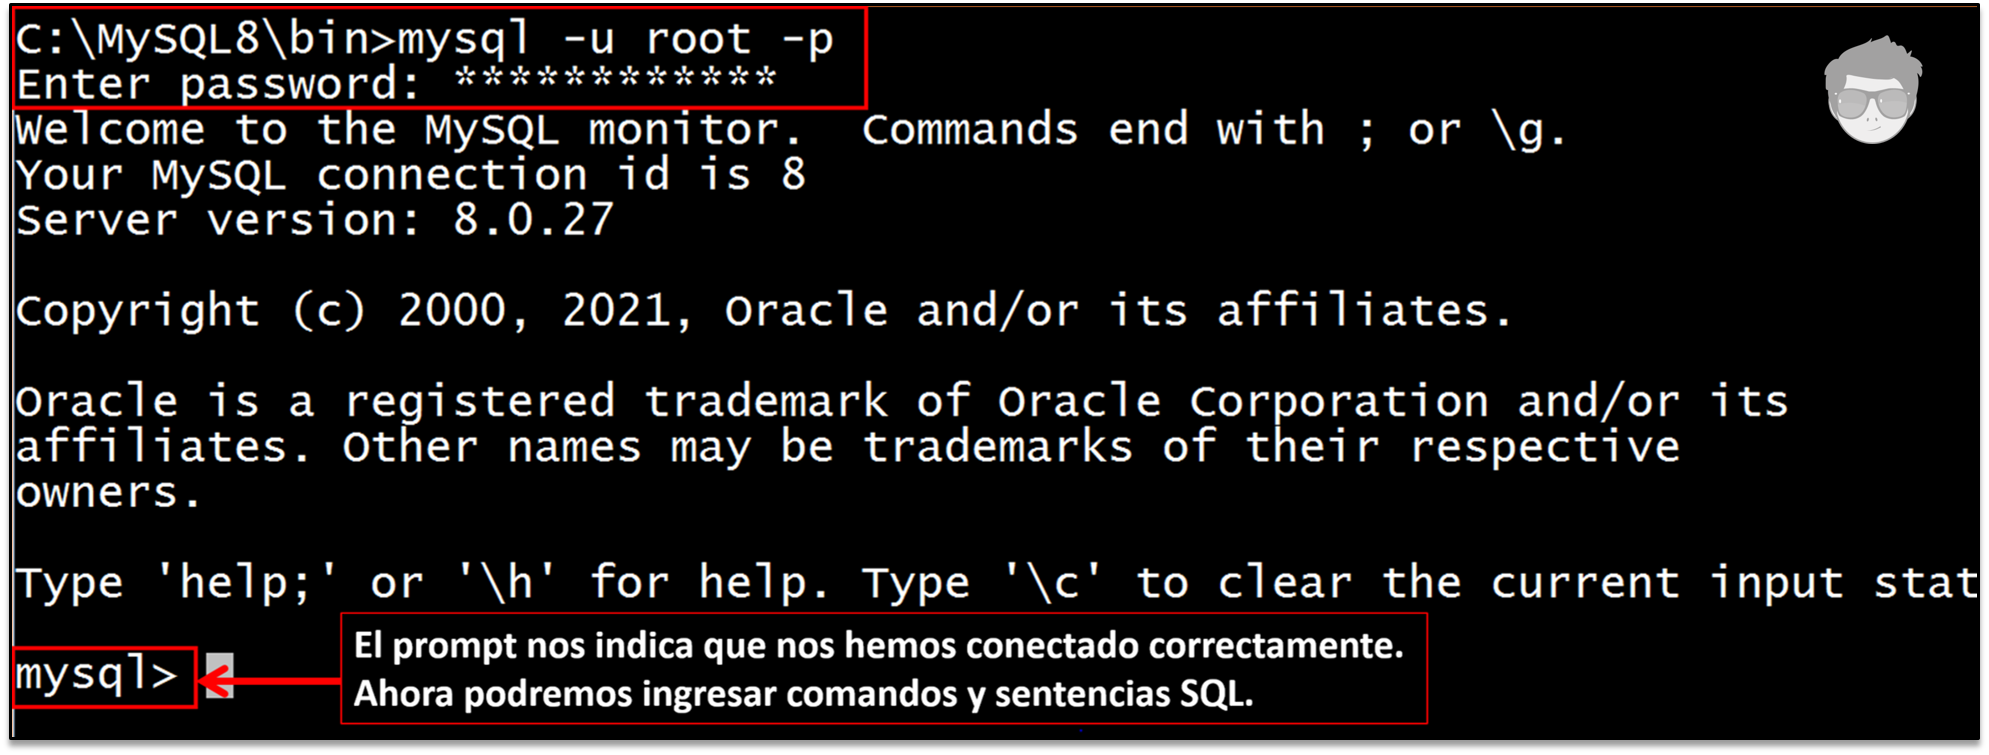 C:\MySQL8\bin>mysql -u root -p
Enter password: ************
Welcome to the MySQL monitor.  Commands end with ; or \g.
Your MySQL connection id is 8
Server version: 8.0.27
Copyright (c) 2000, 2021, Oracle and/or its affiliates.
Oracle is a registered trademark of Oracle Corporation and/or its
affiliates. Other names may be trademarks of their respective
owners.
Type 'help;' or '\h' for help. Type '\c' to clear the current input stat
El prompt nos indica que nos hemos conectado correctamente.
Ahora podremos ingresar comandos y sentencias SQL.
mysql>